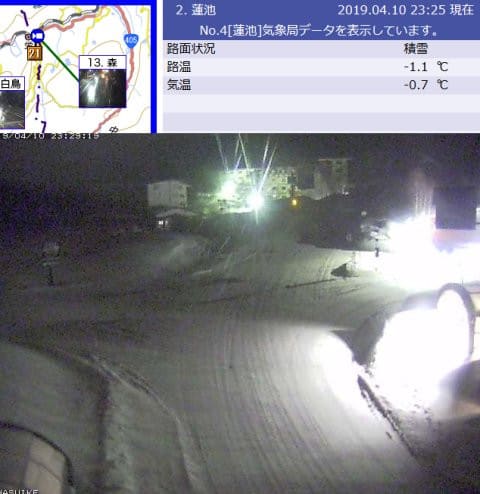 2. 蓮池
2019.04.10 23:25 現在
No.4[蓮池]気象局データを表示しています。
路面状況 積雪
路温 -1.1 ℃
気温 -0.7 ℃
405
21
13. 森
白鳥
9/04/10 23:29:19
HASUIKE